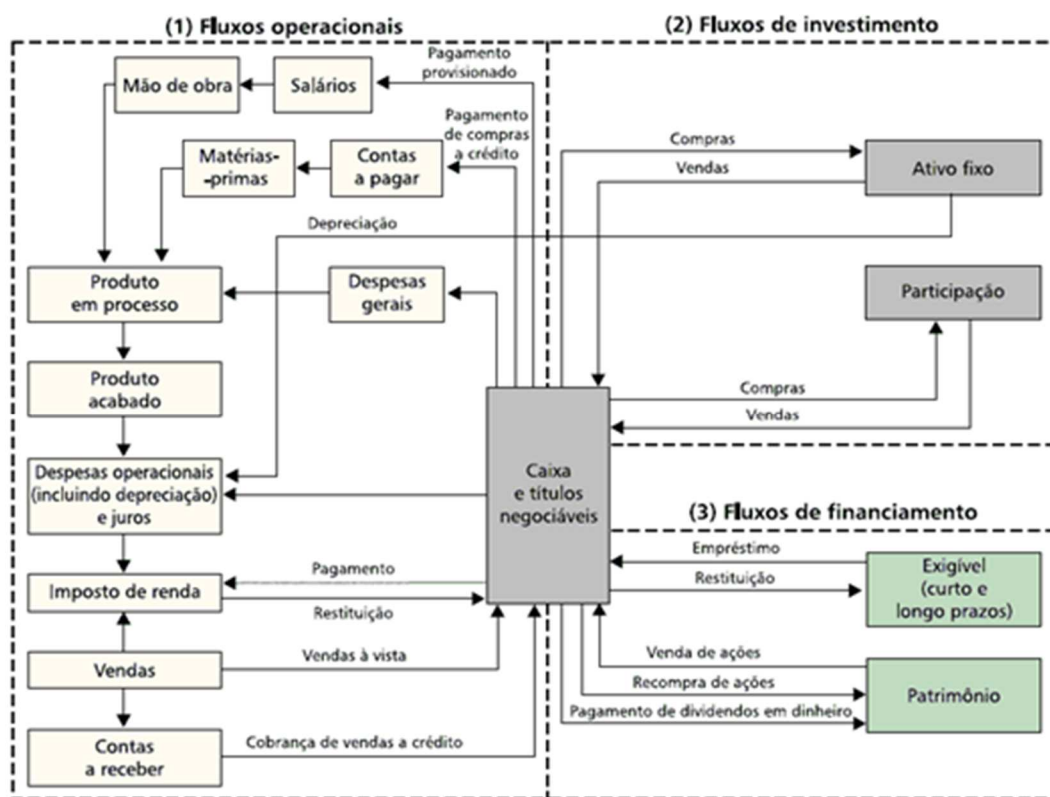 (1) Fluxos operacionais
Pagamento
provisionado
Mão de obra
Salários
Pagamento
de compras
a crédito
Matérias-
-primas
Contas
a pagar
Depreciação
Produto
em processo
Despesas
gerais
Produto
acabado
Despesas operacionais
(incluindo depreciação)
e juros
Pagamento
Imposto de renda
Restituição
Vendas
Vendas à vista
Contas
a receber
Cobrança de vendas a crédito
Caixa
e títulos
negociáveis
(2) Fluxos de investimento
Compras
Vendas
Ativo fixo
Participação
Compras
Vendas
(3) Fluxos de financiamento
Empréstimo
Restituição
Exigível
(curto e
longo prazos)
Venda de ações
Recompra de ações
Pagamento de dividendos em dinheiro
Patrimônio